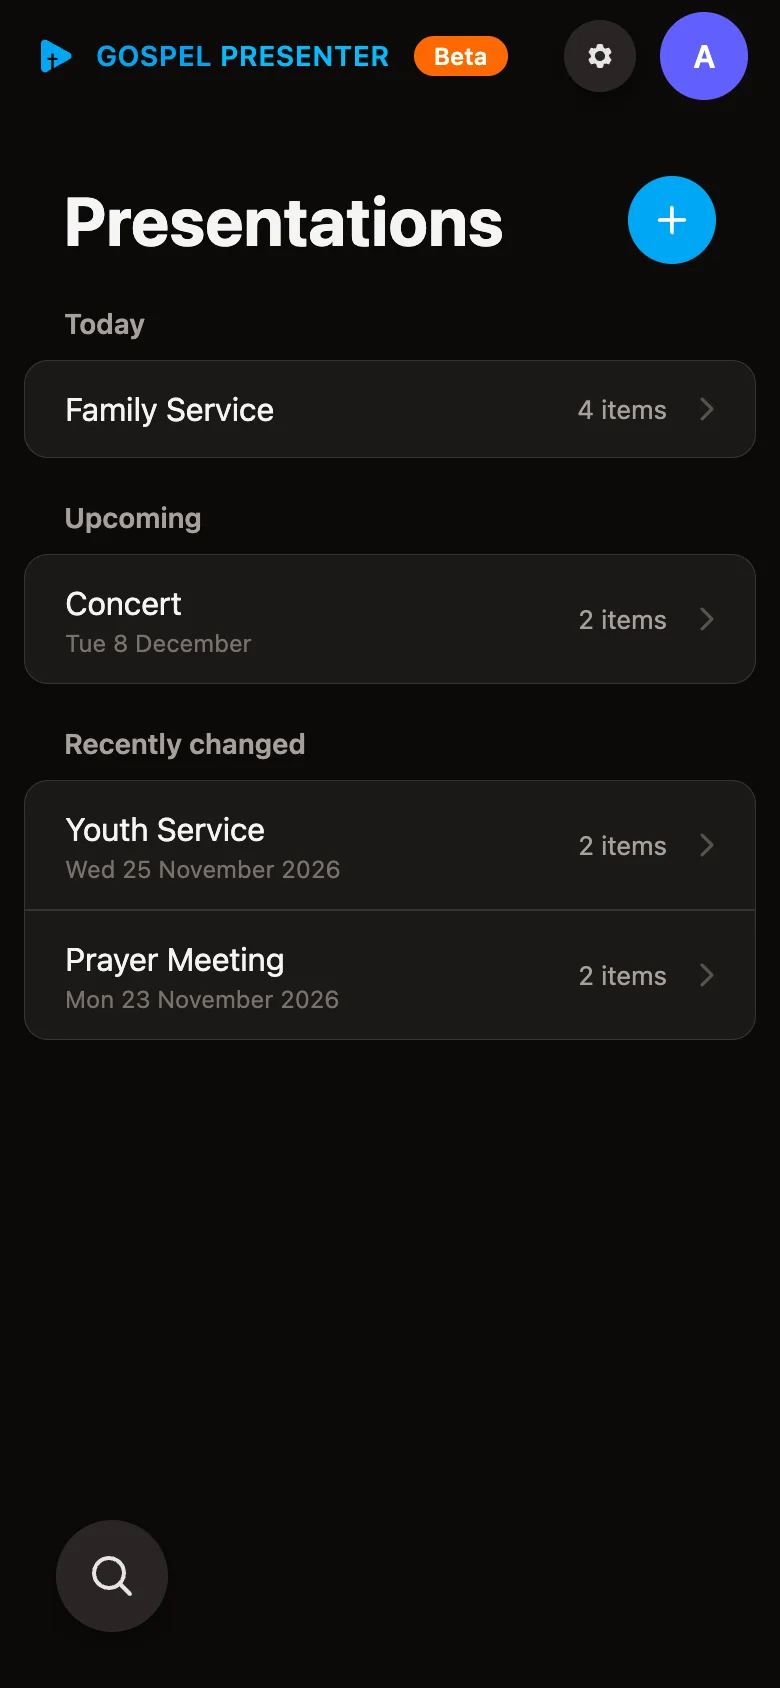 GOSPEL PRESENTER Beta A
Presentations
Today
Family Service 4 items
Upcoming
Concert
Tue 8 December
2 items
Recently changed
Youth Service
Wed 25 November 2026
2 items
Prayer Meeting
Mon 23 November 2026
2 items